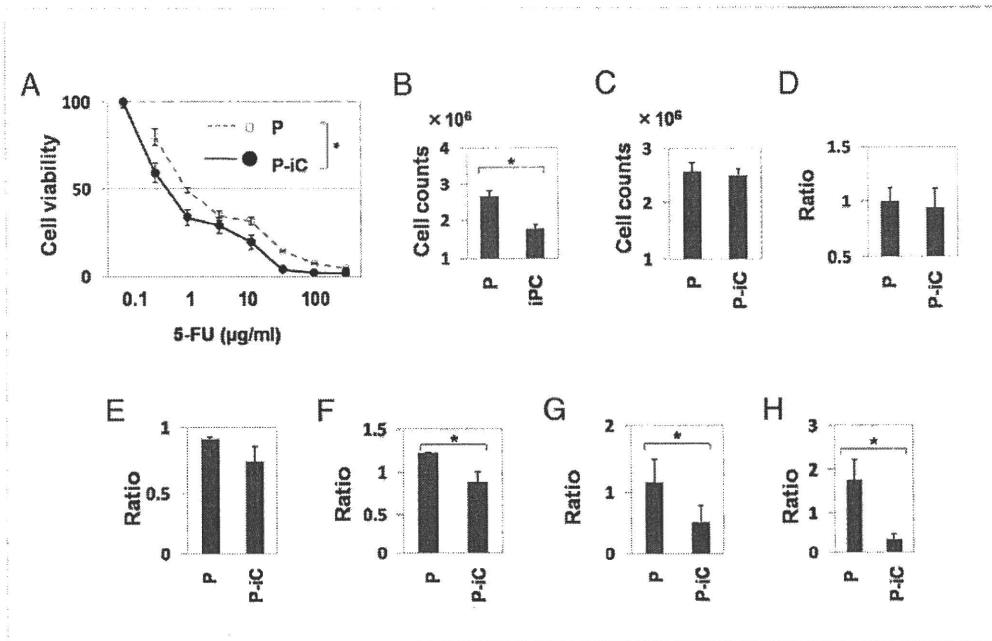 A
100
50
0
Cell viability
P
P-iC
*
0.1 1 10 100
5-FU (µg/ml)
B
× 10⁶
4
3
2
1
Cell counts
*
P
iPC
C
× 10⁶
3
2
1
Cell counts
P
P-iC
D
1.5
1
0.5
Ratio
P
P-iC
E
1
0.5
0
Ratio
P
P-iC
F
1.5
1
0.5
0
Ratio
*
P
P-iC
G
2
1
0
Ratio
*
P
P-iC
H
3
2
1
0
Ratio
*
P
P-iC